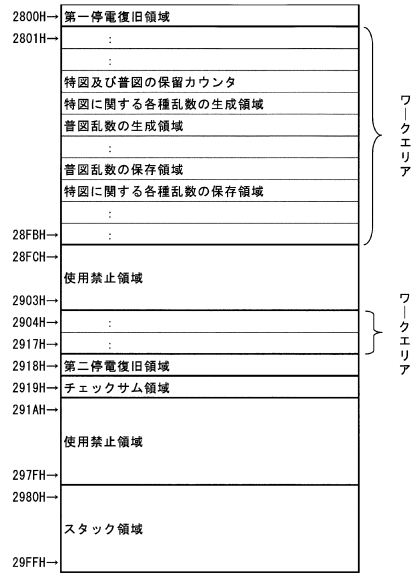 2800H→ 第一停電復旧領域
2801H→ :
:
特図及び普図の保留カウンタ
特図に関する各種乱数の生成領域
普図乱数の生成領域
:
普図乱数の保存領域
特図に関する各種乱数の保存領域
:
28FBH→ :
ワークエリア
28FCH→
使用禁止領域
2903H→
2904H→ :
2917H→ :
ワークエリア
2918H→ 第二停電復旧領域
2919H→ チェックサム領域
291AH→
使用禁止領域
297FH→
2980H→
スタック領域
29FFH→